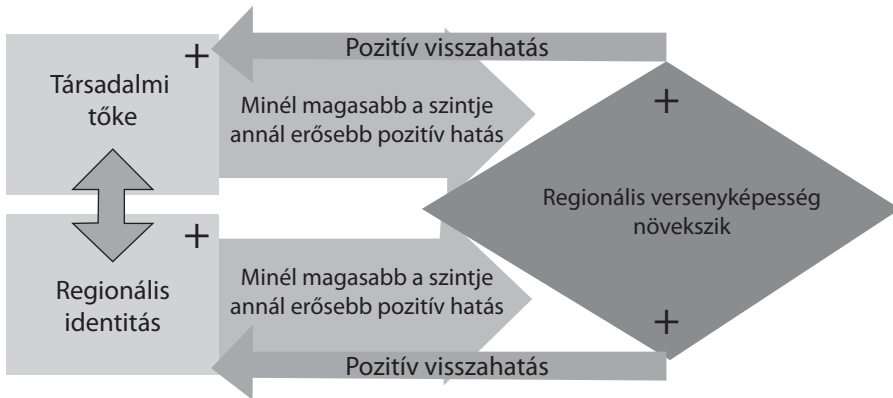 Pozitív visszahatás
+
Társadalmi
tőke
Minél magasabb a szintje
annál erősebb pozitív hatás
+
Regionális versenyképesség
növekszik
+
Regionális
identitás
Minél magasabb a szintje
annál erősebb pozitív hatás
+
Pozitív visszahatás